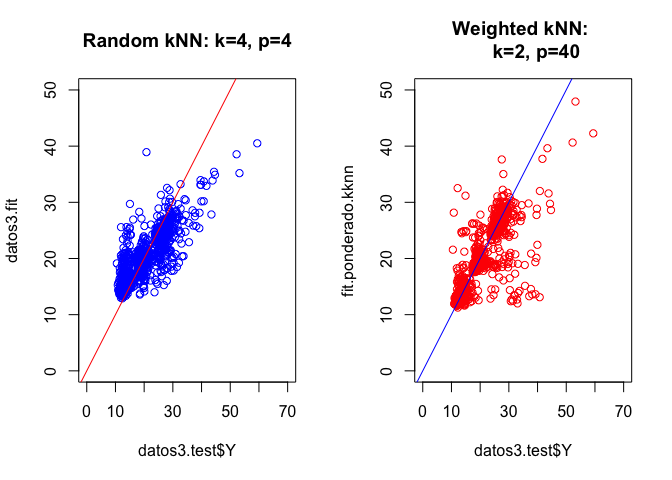 Random kNN: k=4, p=4
datos3.fit
50
40
30
20
10
0
0 10 30 50 70
datos3.test$Y
Weighted kNN:
k=2, p=40
fit.ponderado.kknn
50
40
30
20
10
0
0 10 30 50 70
datos3.test$Y